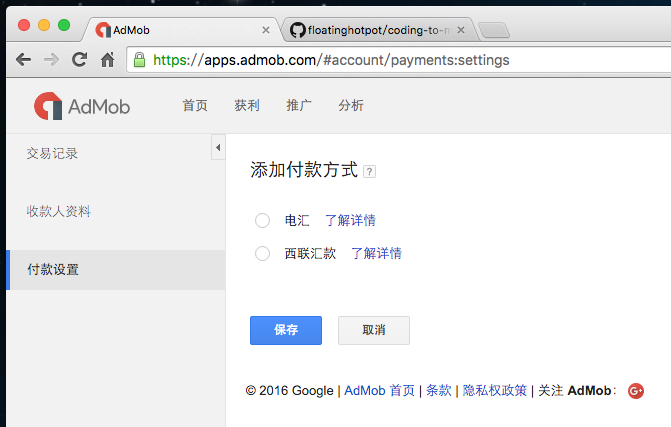 AdMob
floatinghotpot/coding-to-m
https://apps.admob.com/#account/payments:settings
AdMob 首页 获利 推广 分析
交易记录
添加付款方式 ?
收款人资料
电汇 了解详情
西联汇款 了解详情
付款设置
保存 取消
© 2016 Google | AdMob 首页 | 条款 | 隐私权政策 | 关注 AdMob： G+